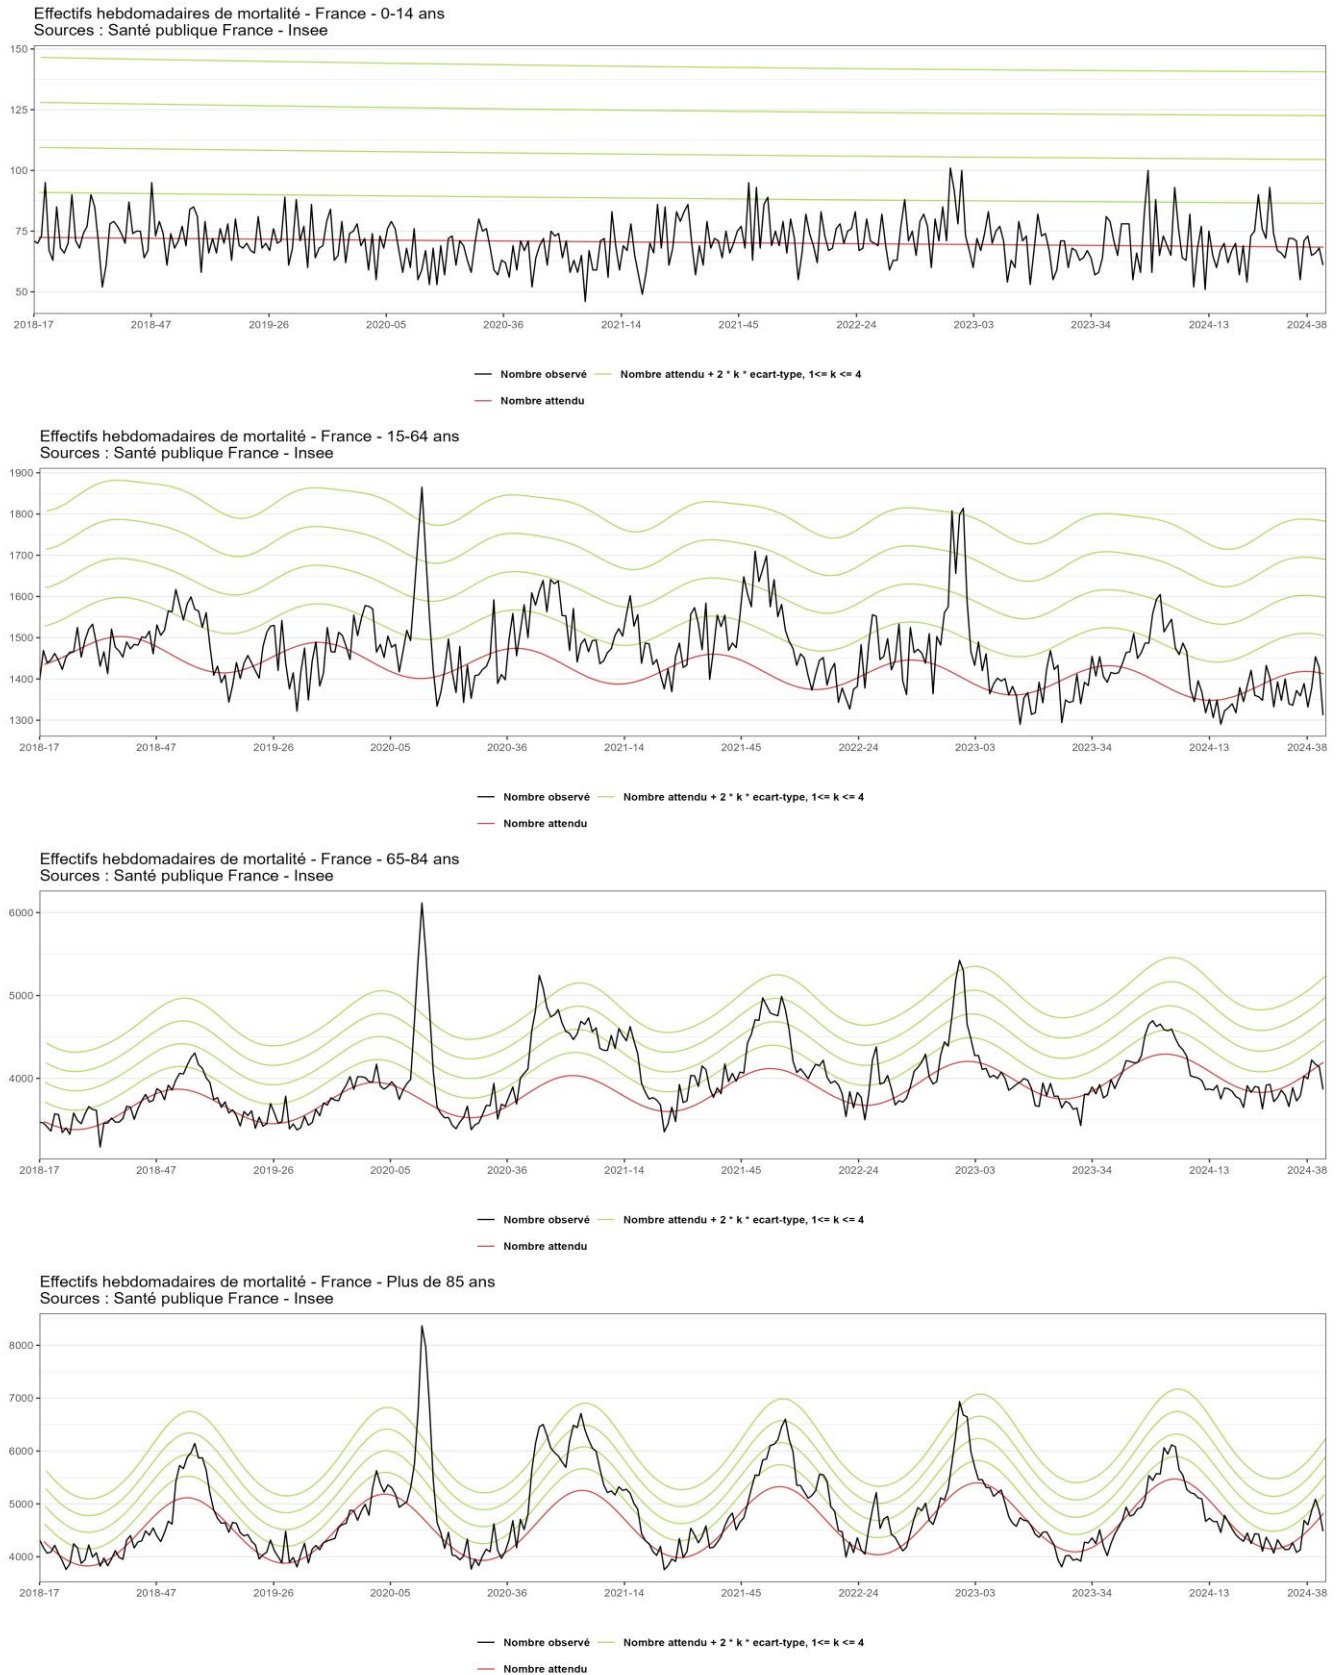 Effectifs hebdomadaires de mortalité - France - 0-14 ans
Sources : Santé publique France - Insee
150
125
100
75
50
2018-17 2018-47 2019-26 2020-05 2020-36 2021-14 2021-45 2022-24 2023-03 2023-34 2024-13 2024-38
Nombre observé Nombre attendu + 2 * k * ecart-type, 1<= k <= 4
Nombre attendu
Effectifs hebdomadaires de mortalité - France - 15-64 ans
Sources : Santé publique France - Insee
1900
1800
1700
1600
1500
1400
1300
2018-17 2018-47 2019-26 2020-05 2020-36 2021-14 2021-45 2022-24 2023-03 2023-34 2024-13 2024-38
Nombre observé Nombre attendu + 2 * k * ecart-type, 1<= k <= 4
Nombre attendu
Effectifs hebdomadaires de mortalité - France - 65-84 ans
Sources : Santé publique France - Insee
6000
5000
4000
2018-17 2018-47 2019-26 2020-05 2020-36 2021-14 2021-45 2022-24 2023-03 2023-34 2024-13 2024-38
Nombre observé Nombre attendu + 2 * k * ecart-type, 1<= k <= 4
Nombre attendu
Effectifs hebdomadaires de mortalité - France - Plus de 85 ans
Sources : Santé publique France - Insee
8000
7000
6000
5000
4000
2018-17 2018-47 2019-26 2020-05 2020-36 2021-14 2021-45 2022-24 2023-03 2023-34 2024-13 2024-38
Nombre observé Nombre attendu + 2 * k * ecart-type, 1<= k <= 4
Nombre attendu